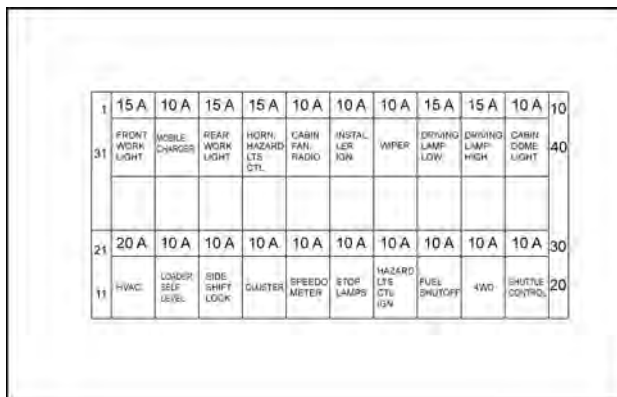 1 15 A 10 A 15 A 15 A 10 A 10 A 10 A 15 A 15 A 10 A 10
31 FRONT WORK LIGHT MOBILE CHARGER REAR WORK LIGHT HORN, HAZARD LTS CTL CABIN FAN, RADIO INSTAL LER IGN WIPER DRIVING LAMP LOW DRIVING LAMP HIGH CABIN DOME LIGHT 40
21 20 A 10 A 10 A 10 A 10 A 10 A 10 A 10 A 10 A 10 A 30
11 HVAC LOADER SELF LEVEL SIDE SHIFT LOCK CLUSTER SPEEDO METER STOP LAMPS HAZARD LTS CTL IGN FUEL SHUTOFF 4WD SHUTTLE CONTROL 20